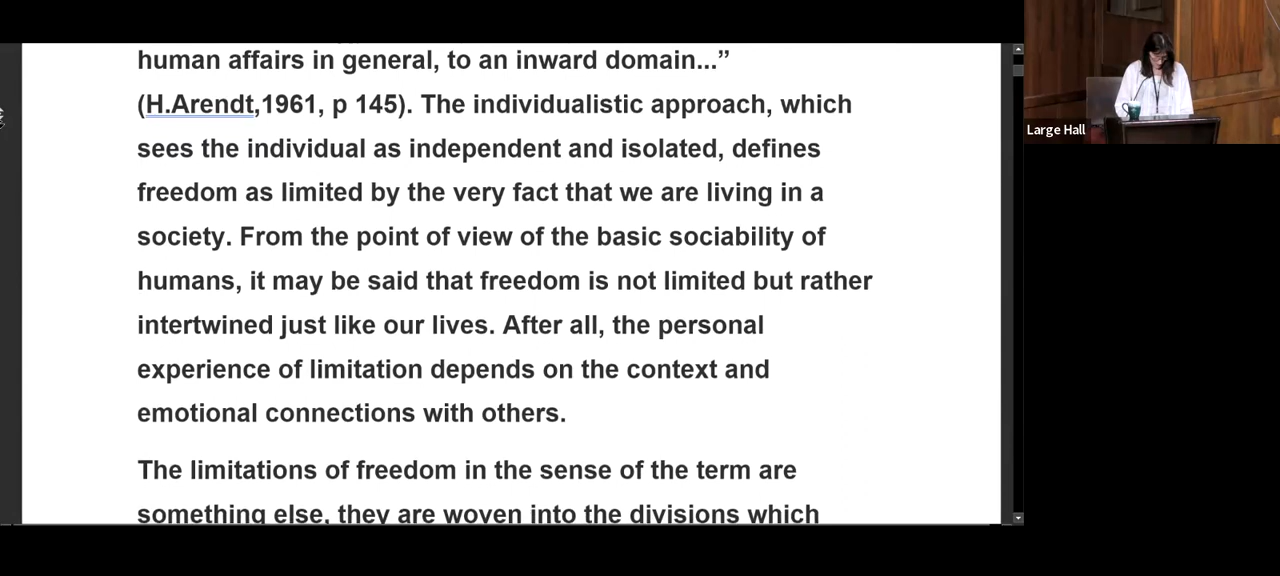 human affairs in general, to an inward domain...”
(H.Arendt,1961, p 145). The individualistic approach, which
sees the individual as independent and isolated, defines
freedom as limited by the very fact that we are living in a
society. From the point of view of the basic sociability of
humans, it may be said that freedom is not limited but rather
intertwined just like our lives. After all, the personal
experience of limitation depends on the context and
emotional connections with others.
The limitations of freedom in the sense of the term are
something else, they are woven into the divisions which
Large Hall